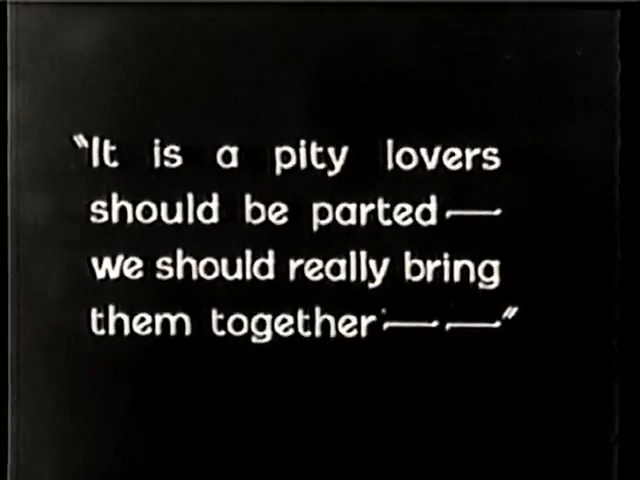 "It is a pity lovers
should be parted —
we should really bring
them together — —"